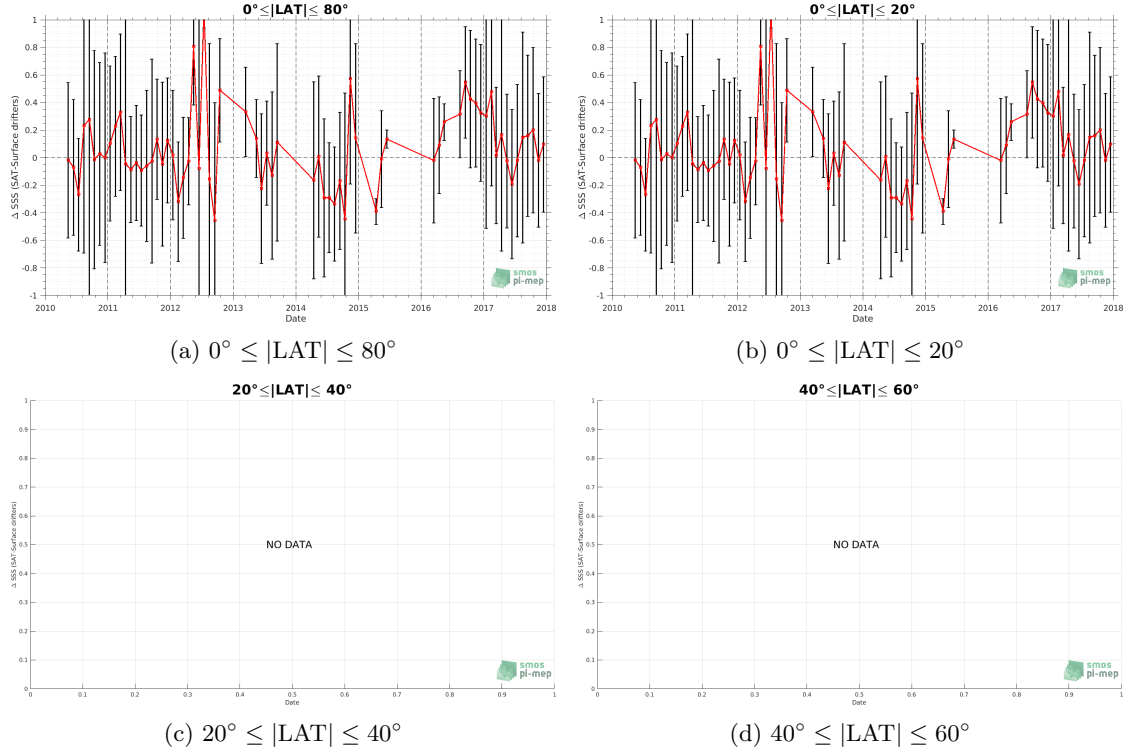 0°≤|LAT|≤ 80°
1
0.8
0.6
0.4
0.2
0
-0.2
-0.4
-0.6
-0.8
-1
Δ SSS (SAT-Surface drifters)
2010 2011 2012 2013 2014 2015 2016 2017 2018
Date
smos
pi-mep
(a) 0° ≤ |LAT| ≤ 80°
0°≤|LAT|≤ 20°
1
0.8
0.6
0.4
0.2
0
-0.2
-0.4
-0.6
-0.8
-1
Δ SSS (SAT-Surface drifters)
2010 2011 2012 2013 2014 2015 2016 2017 2018
Date
smos
pi-mep
(b) 0° ≤ |LAT| ≤ 20°
20°≤|LAT|≤ 40°
1
0.9
0.8
0.7
0.6
0.5
0.4
0.3
0.2
0.1
0
Δ SSS (SAT-Surface drifters)
NO DATA
0 0.1 0.2 0.3 0.4 0.5 0.6 0.7 0.8 0.9 1
Date
smos
pi-mep
(c) 20° ≤ |LAT| ≤ 40°
40°≤|LAT|≤ 60°
1
0.9
0.8
0.7
0.6
0.5
0.4
0.3
0.2
0.1
0
Δ SSS (SAT-Surface drifters)
NO DATA
0 0.1 0.2 0.3 0.4 0.5 0.6 0.7 0.8 0.9 1
Date
smos
pi-mep
(d) 40° ≤ |LAT| ≤ 60°